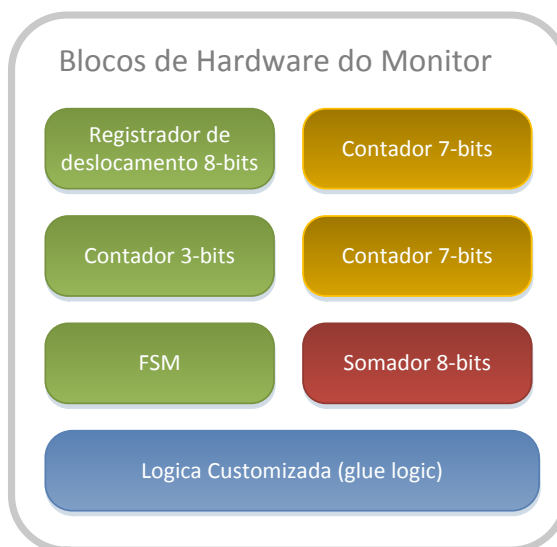 Blocos de Hardware do Monitor
Registrador de
deslocamento 8-bits
Contador 7-bits
Contador 3-bits
Contador 7-bits
FSM
Somador 8-bits
Logica Customizada (glue logic)